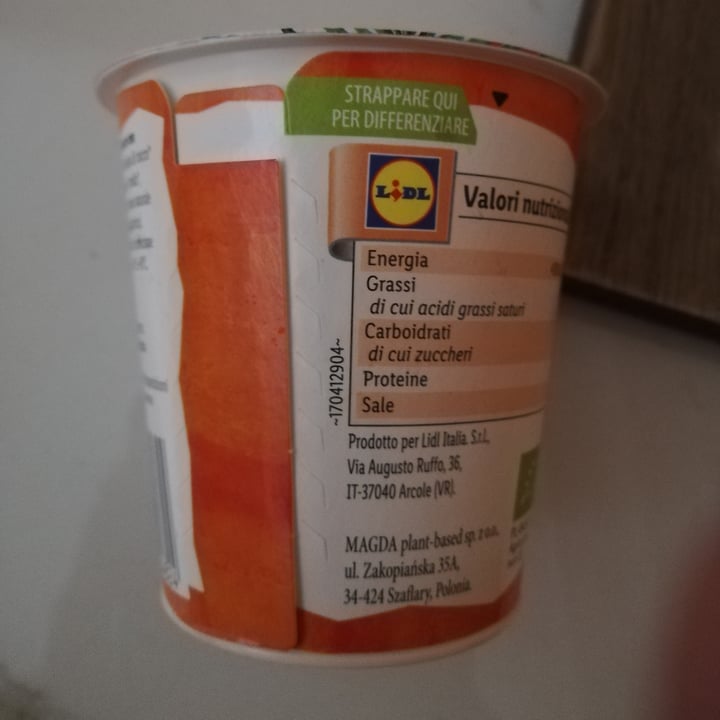 STRAPPARE QUI
PER DIFFERENZIARE
LIDL
Valori
Energia
Grassi
di cui acidi grassi saturi
Carboidrati
di cui zuccheri
Proteine
Sale
~170412904~
Prodotto per Lidl Italia S.r.l.,
Via Augusto Ruffo, 36,
IT-37040 Arcole (VR).
MAGDA plant-based sp. z o.o.,
ul. Zakopiańska 35A,
34-424 Szaflary, Polonia.